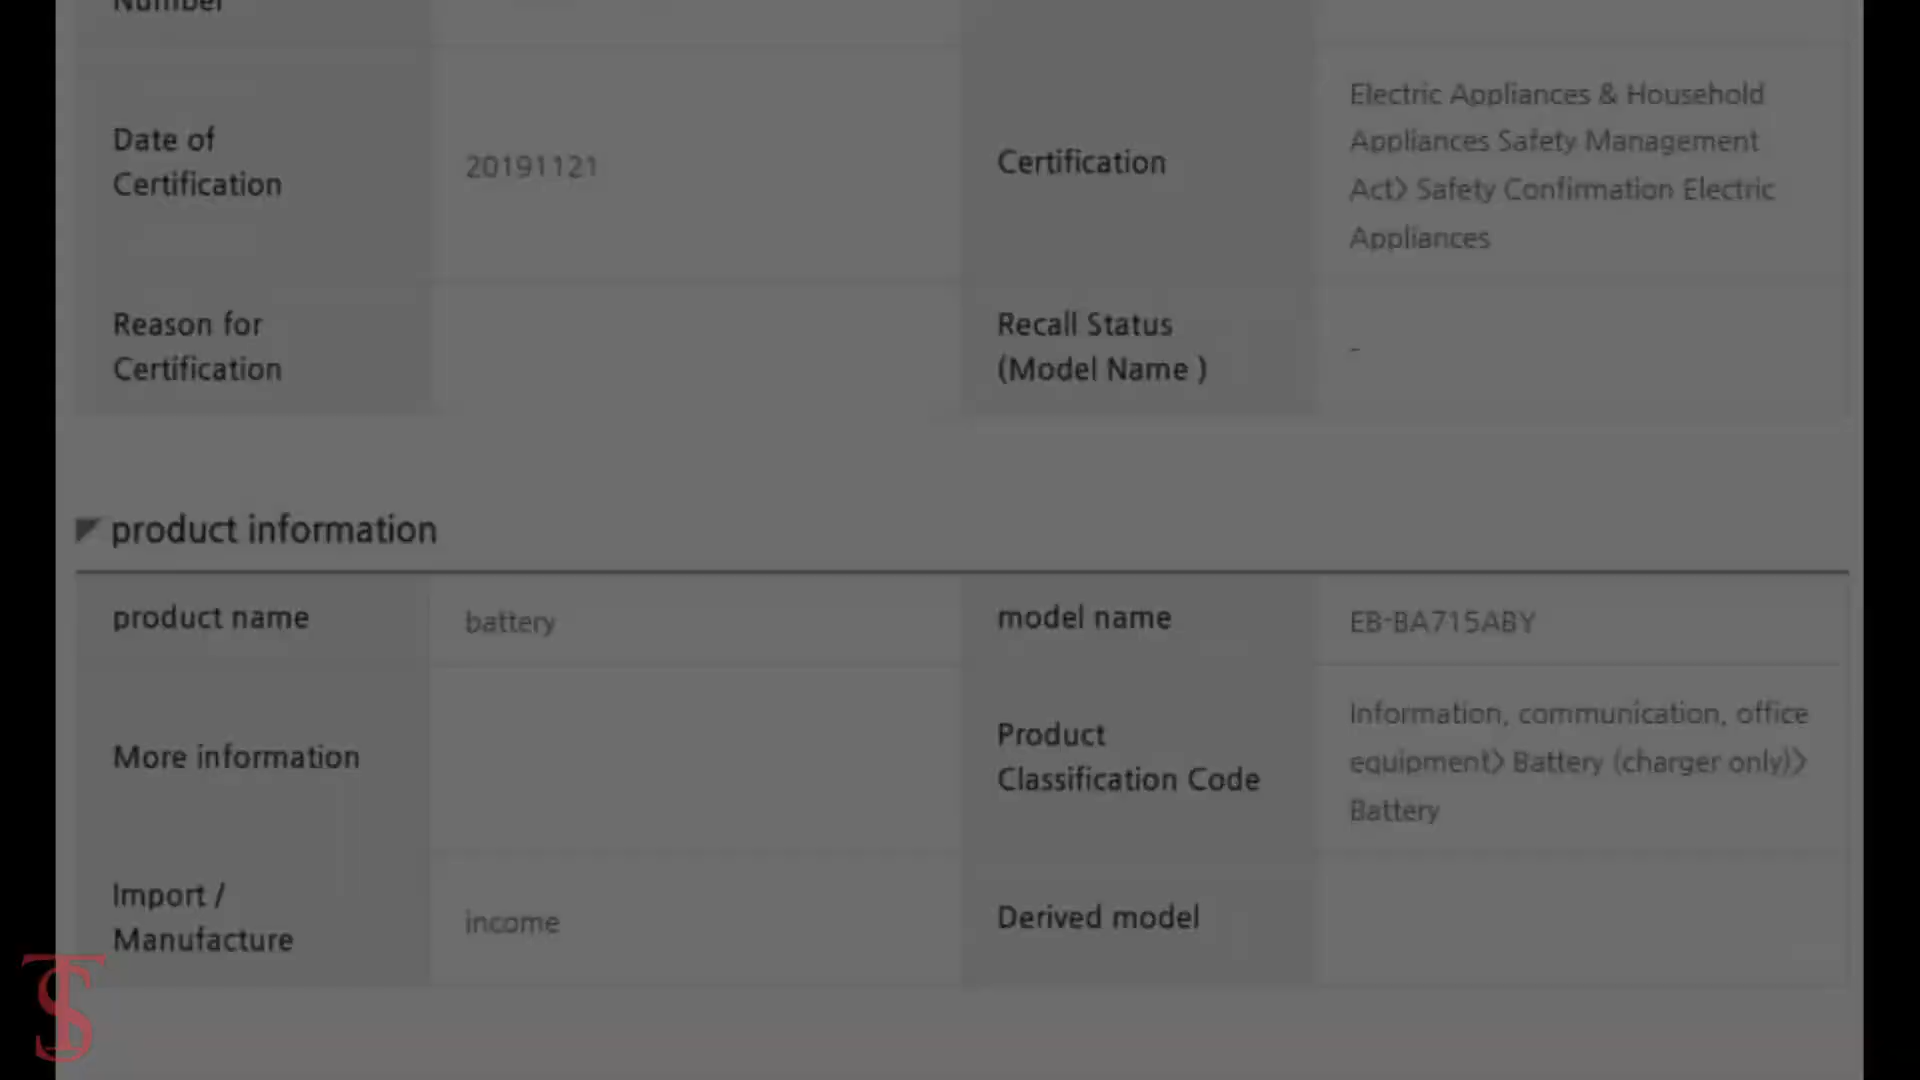 Number
Date of
Certification
20191121
Certification
Electric Appliances & Household
Appliances Safety Management
Act> Safety Confirmation Electric
Appliances
Reason for
Certification
Recall Status
(Model Name )
-
product information
product name
battery
model name
EB-BA715ABY
More information
Product
Classification Code
Information, communication, office
equipment> Battery (charger only)>
Battery
Import /
Manufacture
income
Derived model
TS